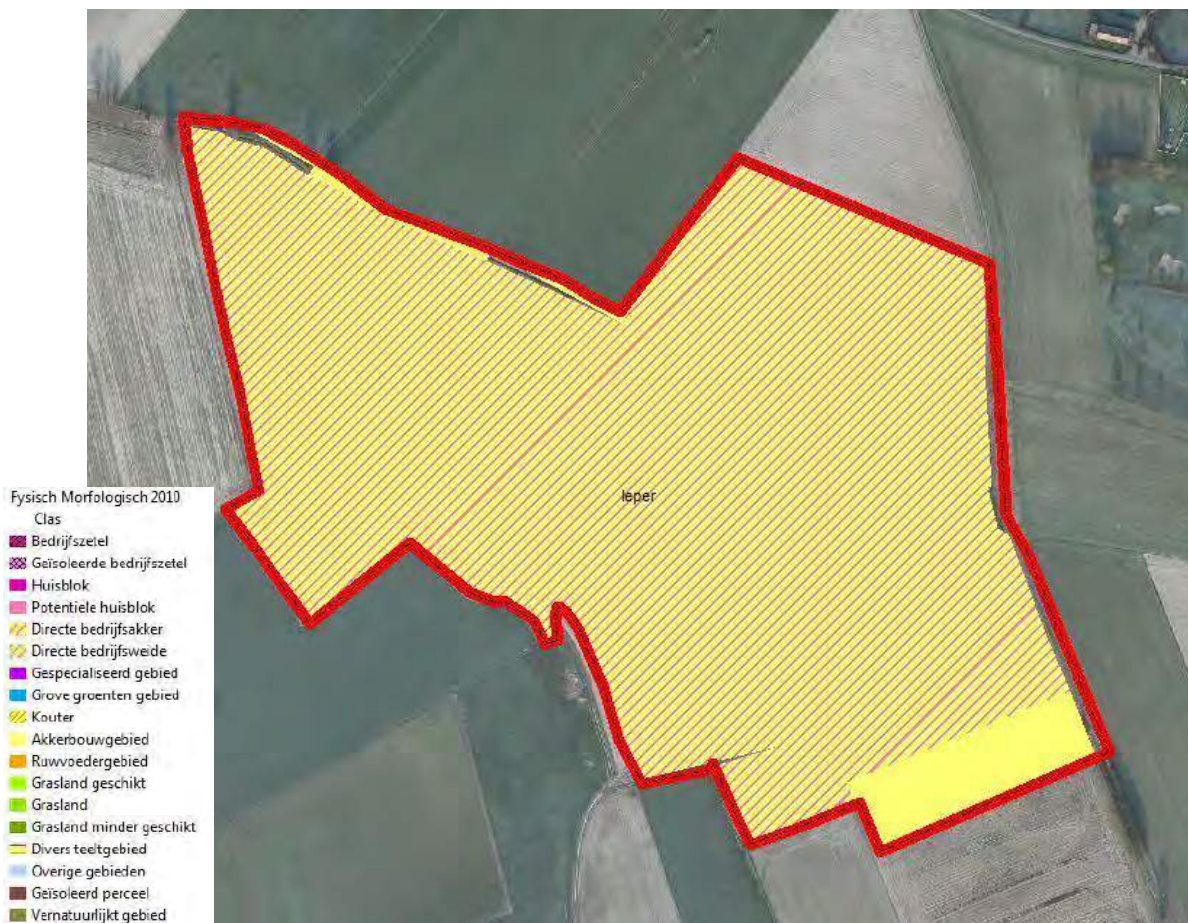 Ieper
Fysisch Morfologisch 2010
Clas
Bedrijfszetel
Geïsoleerde bedrijfszetel
Huisblok
Potentiele huisblok
Directe bedrijfsakker
Directe bedrijfsweide
Gespecialiseerd gebied
Grove groenten gebied
Kouter
Akkerbouwgebied
Ruwvoedergebied
Grasland geschikt
Grasland
Grasland minder geschikt
Divers teeltgebied
Overige gebieden
Geïsoleerd perceel
Vernatuurlijkt gebied